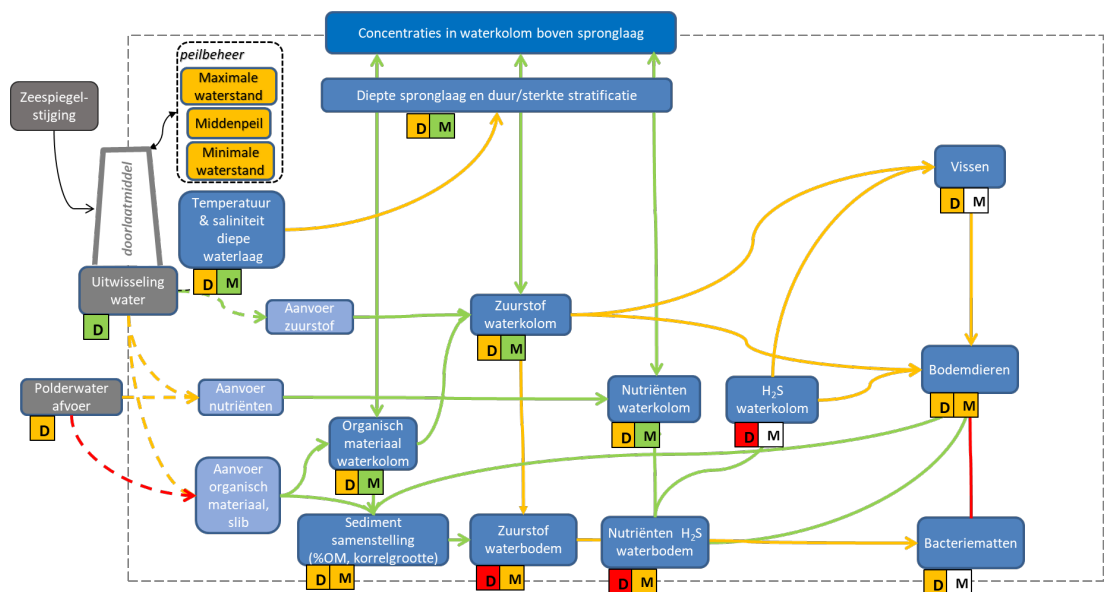 Concentraties in waterkolom boven spronglaag
peilbeheer
Maximale
waterstand
Middenpeil
Minimale
waterstand
Zeespiegel-
stijging
Diepte spronglaag en duur/sterkte stratificatie
D M
doorlaatmiddel
Temperatuur
& saliniteit
diepe
waterlaag
D M
Vissen
D M
Uitwisseling
water
D
Aanvoer
zuurstof
Zuurstof
waterkolom
D M
Bodemdieren
D M
Polderwater
afvoer
D
Aanvoer
nutriënten
Nutriënten
waterkolom
D M
H₂S
waterkolom
D M
Organisch
materiaal
waterkolom
D M
Aanvoer
organisch
materiaal,
slib
Sediment
samenstelling
(%OM, korrelgrootte)
D M
Zuurstof
waterbodem
D M
Nutriënten H₂S
waterbodem
D M
Bacteriematten
D M